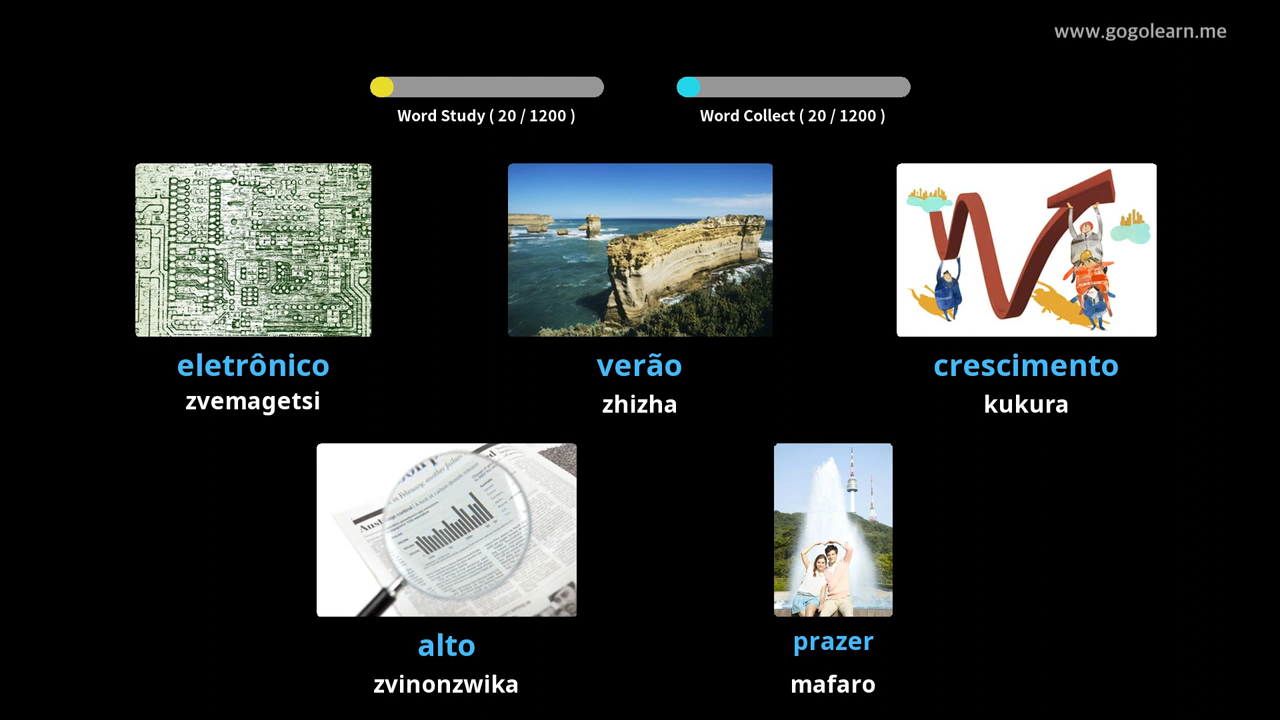 www.gogolearn.me
Word Study ( 20 / 1200 )
Word Collect ( 20 / 1200 )
eletrônico
zvemagetsi
verão
zhizha
crescimento
kukura
alto
zvinonzwika
prazer
mafaro